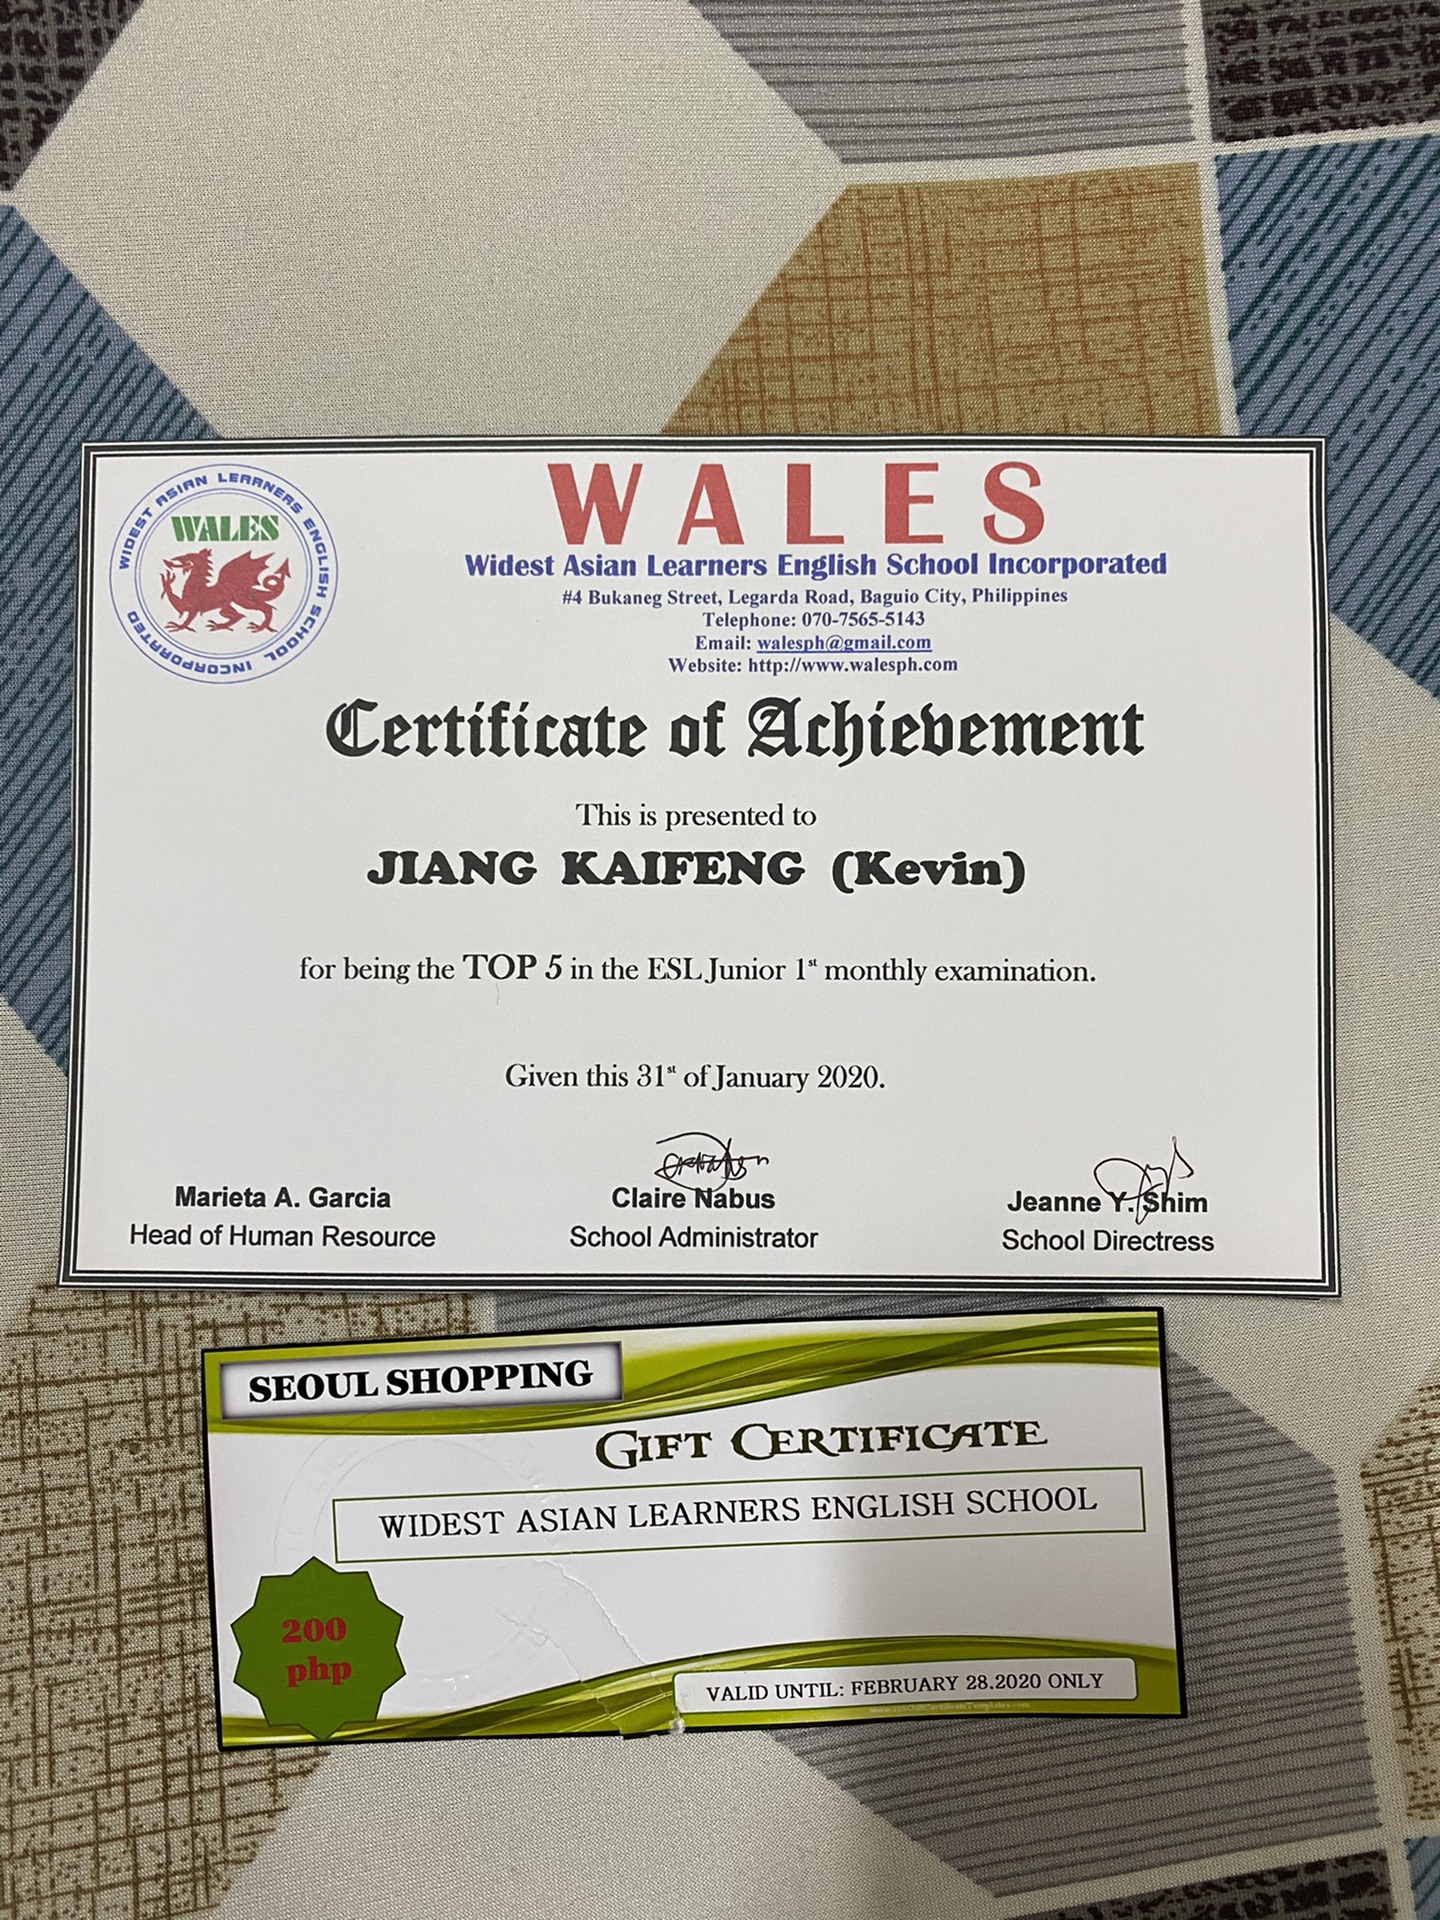 WIDEST ASIAN LEARNERS ENGLISH SCHOOL INCORPORATED
WALES
WALES
Widest Asian Learners English School Incorporated
#4 Bukaneg Street, Legarda Road, Baguio City, Philippines
Telephone: 070-7565-5143
Email: walesph@gmail.com
Website: http://www.walesph.com
Certificate of Achievement
This is presented to
JIANG KAIFENG (Kevin)
for being the TOP 5 in the ESL Junior 1st monthly examination.
Given this 31st of January 2020.
Marieta A. Garcia
Head of Human Resource
Claire Nabus
School Administrator
Jeanne Y. Shim
School Directress
SEOUL SHOPPING
GIFT CERTIFICATE
WIDEST ASIAN LEARNERS ENGLISH SCHOOL
200
php
VALID UNTIL: FEBRUARY 28.2020 ONLY